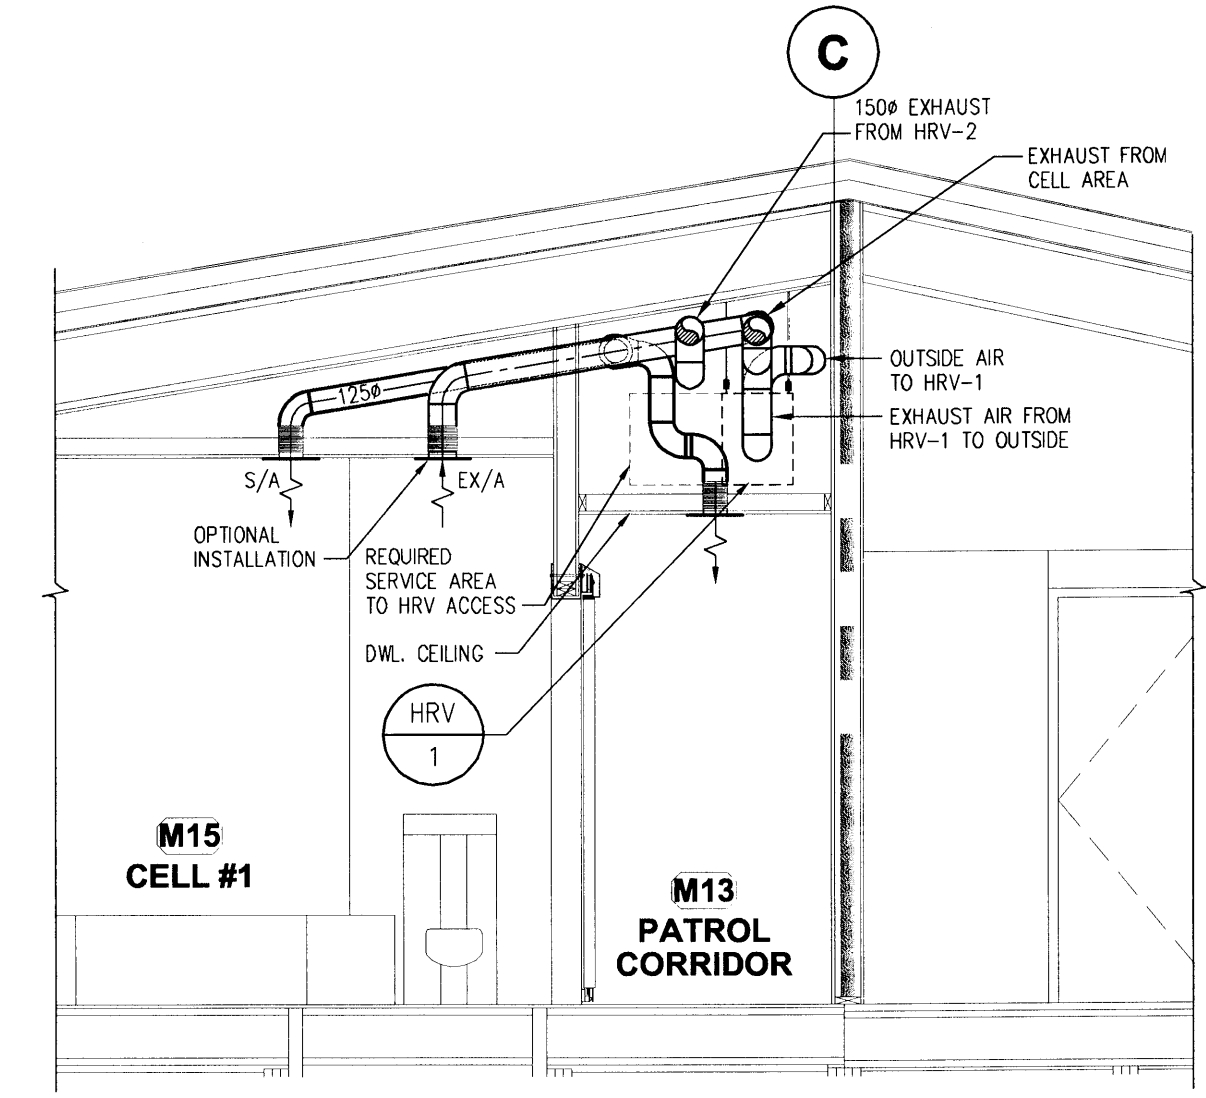 C
150ø EXHAUST
FROM HRV-2
EXHAUST FROM
CELL AREA
OUTSIDE AIR
TO HRV-1
EXHAUST AIR FROM
HRV-1 TO OUTSIDE
125ø
S/A
EX/A
OPTIONAL
INSTALLATION
REQUIRED
SERVICE AREA
TO HRV ACCESS
DWL. CEILING
HRV
1
M15
CELL #1
M13
PATROL
CORRIDOR